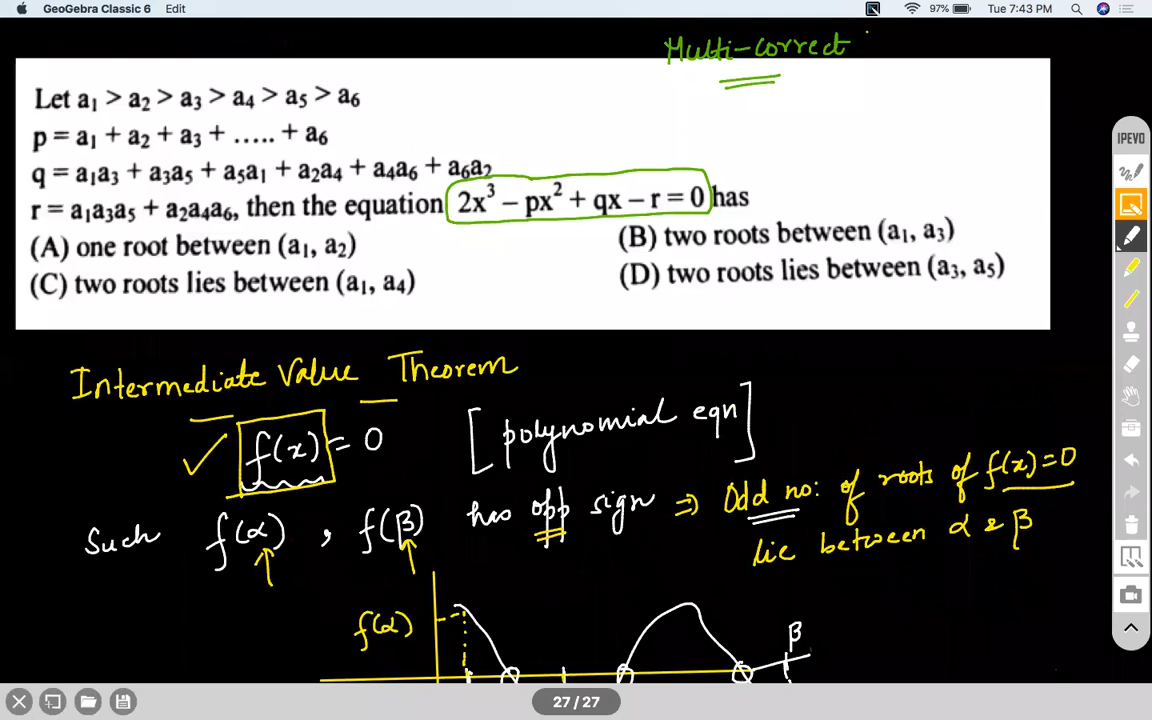 GeoGebra Classic 6 Edit 97% Tue 7:43 PM
Multi-correct
Let a₁ > a₂ > a₃ > a₄ > a₅ > a₆
p = a₁ + a₂ + a₃ + ..... + a₆
q = a₁a₃ + a₃a₅ + a₅a₁ + a₂a₄ + a₄a₆ + a₆a₂
r = a₁a₃a₅ + a₂a₄a₆, then the equation 2x³ – px² + qx – r = 0 has
(A) one root between (a₁, a₂) (B) two roots between (a₁, a₃)
(C) two roots lies between (a₁, a₄) (D) two roots lies between (a₃, a₅)
IPEVO
Intermediate Value Theorem
f(x) = 0 [polynomial eqn]
Such f(α) , f(β) has opp sign ⇒ Odd no: of roots of f(x)=0
lie between α & β
f(α)
β
27 / 27